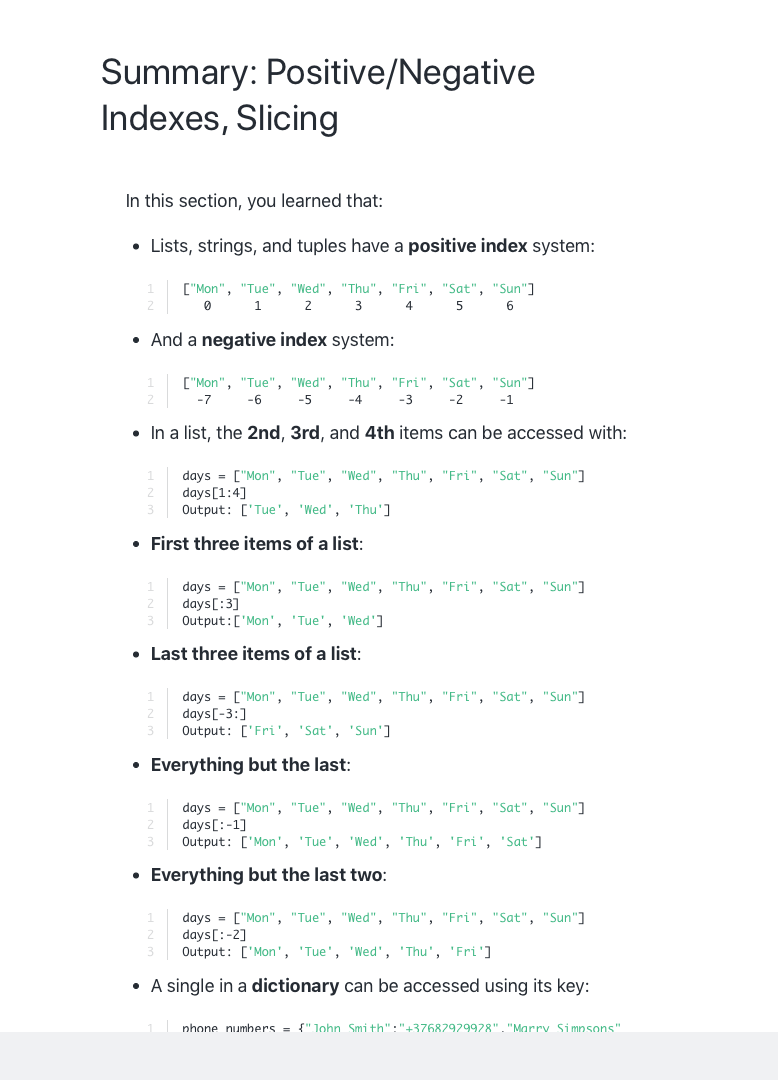 Summary: Positive/Negative
Indexes, Slicing
In this section, you learned that:
• Lists, strings, and tuples have a positive index system:
1 ["Mon", "Tue", "Wed", "Thu", "Fri", "Sat", "Sun"]
2 0 1 2 3 4 5 6
• And a negative index system:
1 ["Mon", "Tue", "Wed", "Thu", "Fri", "Sat", "Sun"]
2 -7 -6 -5 -4 -3 -2 -1
• In a list, the 2nd, 3rd, and 4th items can be accessed with:
1 days = ["Mon", "Tue", "Wed", "Thu", "Fri", "Sat", "Sun"]
2 days[1:4]
3 Output: ['Tue', 'Wed', 'Thu']
• First three items of a list:
1 days = ["Mon", "Tue", "Wed", "Thu", "Fri", "Sat", "Sun"]
2 days[:3]
3 Output:['Mon', 'Tue', 'Wed']
• Last three items of a list:
1 days = ["Mon", "Tue", "Wed", "Thu", "Fri", "Sat", "Sun"]
2 days[-3:]
3 Output: ['Fri', 'Sat', 'Sun']
• Everything but the last:
1 days = ["Mon", "Tue", "Wed", "Thu", "Fri", "Sat", "Sun"]
2 days[:-1]
3 Output: ['Mon', 'Tue', 'Wed', 'Thu', 'Fri', 'Sat']
• Everything but the last two:
1 days = ["Mon", "Tue", "Wed", "Thu", "Fri", "Sat", "Sun"]
2 days[:-2]
3 Output: ['Mon', 'Tue', 'Wed', 'Thu', 'Fri']
• A single in a dictionary can be accessed using its key:
1 phone_numbers = {"John Smith":"+37682929928","Marry Simpsons"